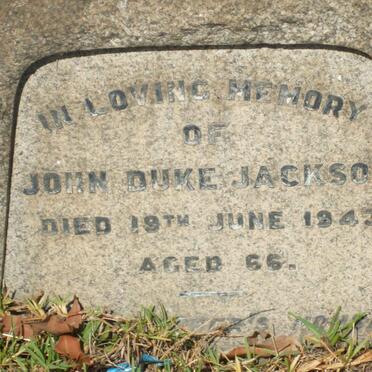 IN LOVING MEMORY
OF
JOHN DUKE JACKSO
DIED 19TH JUNE 194
AGED 66.